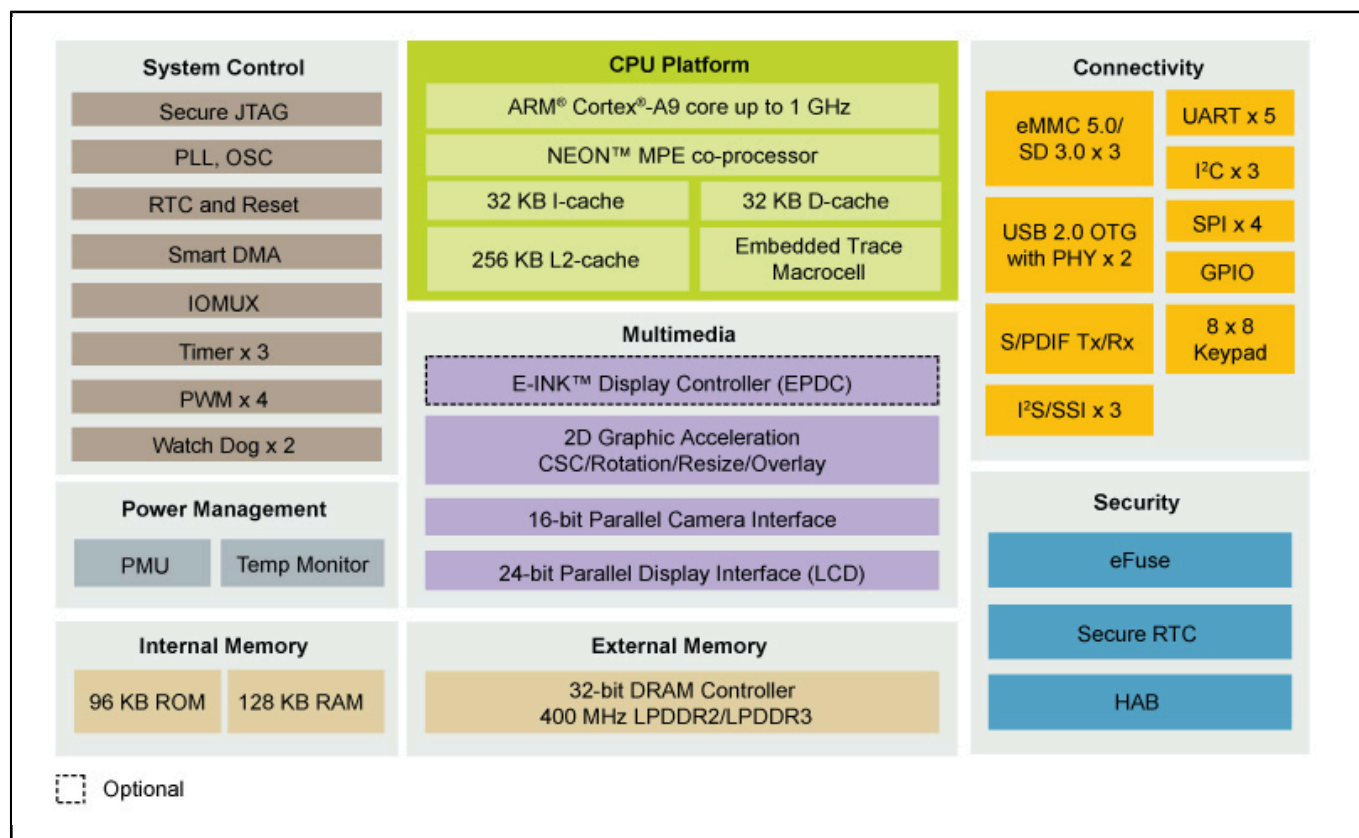 System Control
Secure JTAG
PLL, OSC
RTC and Reset
Smart DMA
IOMUX
Timer x 3
PWM x 4
Watch Dog x 2
Power Management
PMU
Temp Monitor
Internal Memory
96 KB ROM
128 KB RAM
CPU Platform
ARM® Cortex®-A9 core up to 1 GHz
NEON™ MPE co-processor
32 KB I-cache
32 KB D-cache
256 KB L2-cache
Embedded Trace
Macrocell
Multimedia
E-INK™ Display Controller (EPDC)
2D Graphic Acceleration
CSC/Rotation/Resize/Overlay
16-bit Parallel Camera Interface
24-bit Parallel Display Interface (LCD)
External Memory
32-bit DRAM Controller
400 MHz LPDDR2/LPDDR3
Connectivity
eMMC 5.0/
SD 3.0 x 3
USB 2.0 OTG
with PHY x 2
S/PDIF Tx/Rx
I²S/SSI x 3
UART x 5
I²C x 3
SPI x 4
GPIO
8 x 8
Keypad
Security
eFuse
Secure RTC
HAB
Optional